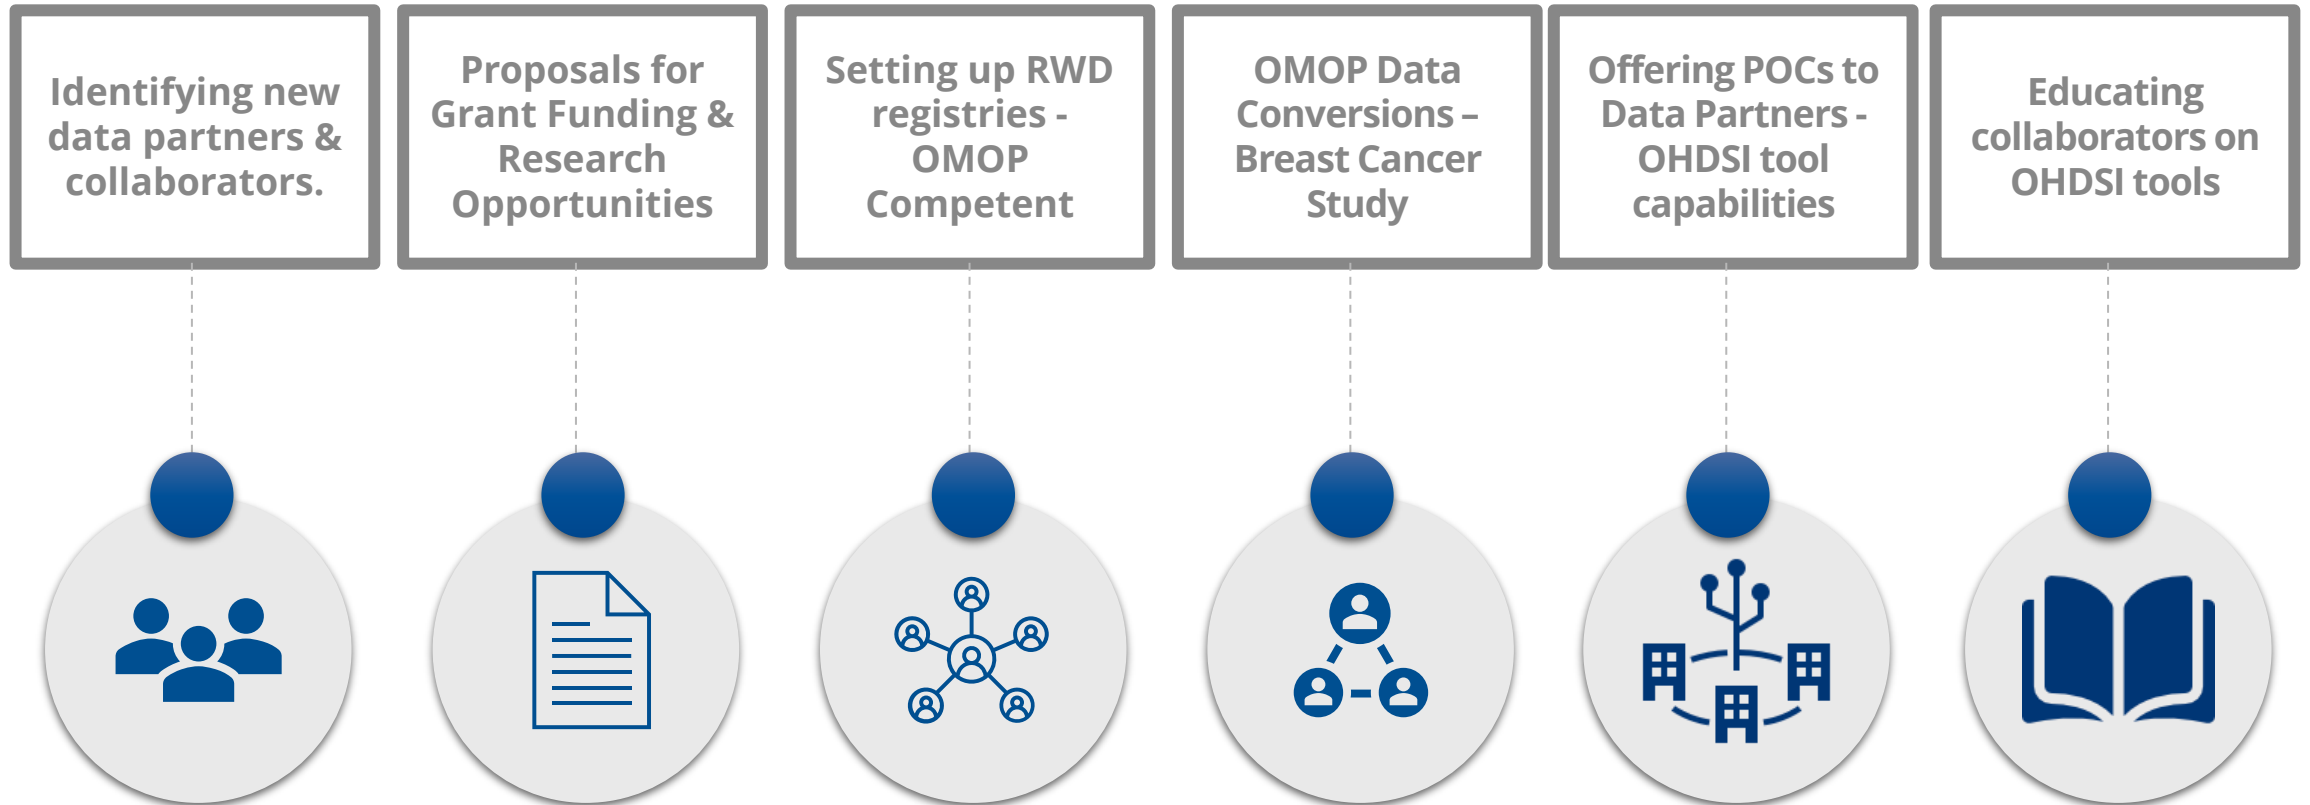 Identifying new
data partners &
collaborators.
Proposals for
Grant Funding &
Research
Opportunities
Setting up RWD
registries -
OMOP
Competent
OMOP Data
Conversions –
Breast Cancer
Study
Offering POCs to
Data Partners -
OHDSI tool
capabilities
Educating
collaborators on
OHDSI tools